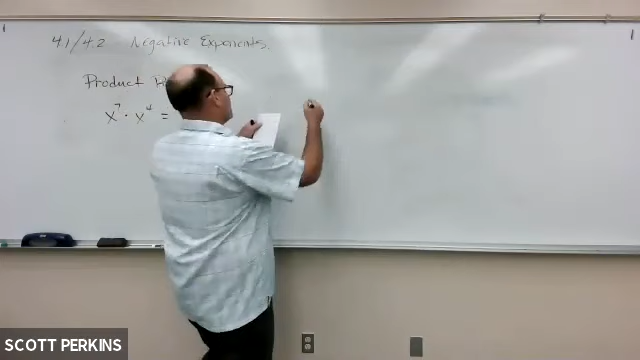 4.1/4.2 Negative Exponents.
Product
x⁷ · x⁴ =
SCOTT PERKINS